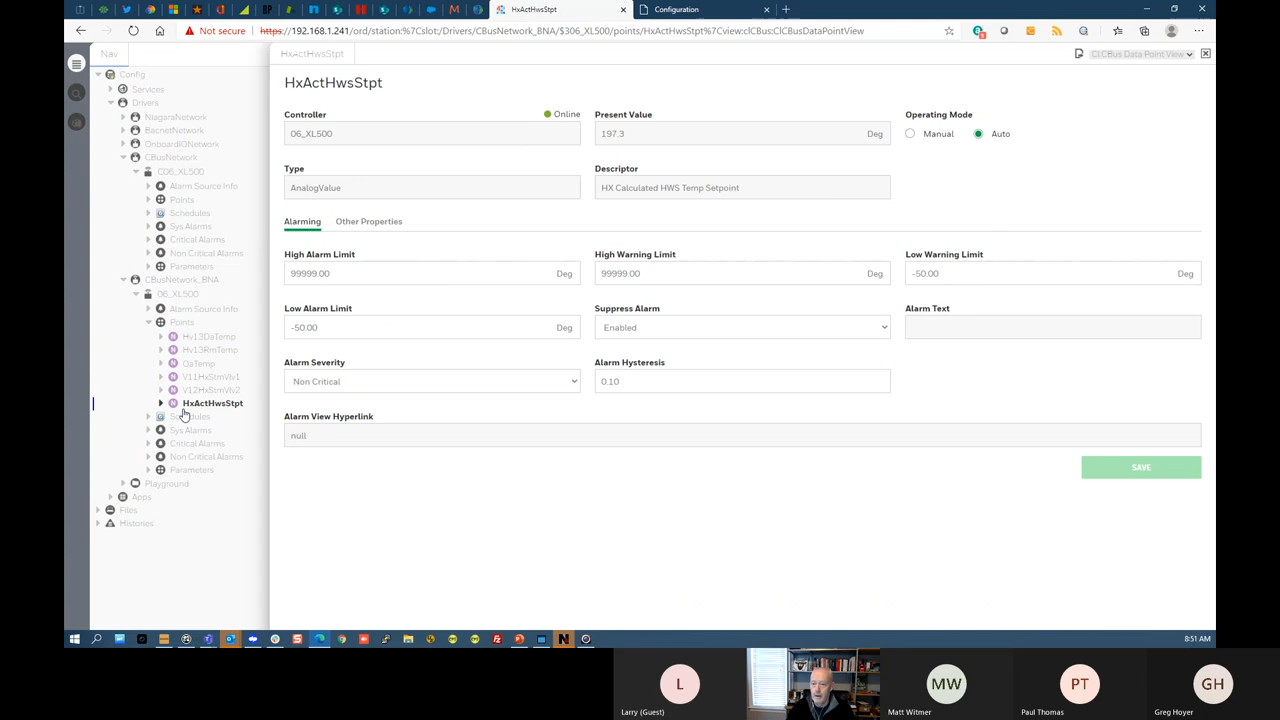 HxActHwsStpt
Configuration
Not secure
https://192.168.1.241/ord/station:%7Cslot:/Drivers/CBusNetwork_BNA/$306_XL500/points/HxActHwsStpt%7Cview:clCBus:ClCBusDataPointView
Nav
HxActHwsStpt
Cl CBus Data Point View
Config
Services
Drivers
NiagaraNetwork
BacnetNetwork
OnboardIONetwork
CBusNetwork
C06_XL500
Alarm Source Info
Points
Schedules
Sys Alarms
Critical Alarms
Non Critical Alarms
Parameters
CBusNetwork_BNA
06_XL500
Alarm Source Info
Points
Hv13DaTemp
Hv13RmTemp
OaTemp
V11HxStmVlv1
V12HxStmVlv2
HxActHwsStpt
Schedules
Sys Alarms
Critical Alarms
Non Critical Alarms
Parameters
Playground
Apps
Files
Histories
HxActHwsStpt
Controller
Online
Present Value
Operating Mode
06_XL500
197.3 Deg
Manual
Auto
Type
Descriptor
AnalogValue
HX Calculated HWS Temp Setpoint
Alarming
Other Properties
High Alarm Limit
High Warning Limit
Low Warning Limit
99999.00 Deg
99999.00 Deg
-50.00 Deg
Low Alarm Limit
Suppress Alarm
Alarm Text
-50.00 Deg
Enabled
Alarm Severity
Alarm Hysteresis
Non Critical
0.10
Alarm View Hyperlink
null
SAVE
8:51 AM
L
MW
PT
GH
Larry (Guest)
Matt Witmer
Paul Thomas
Greg Hoyer